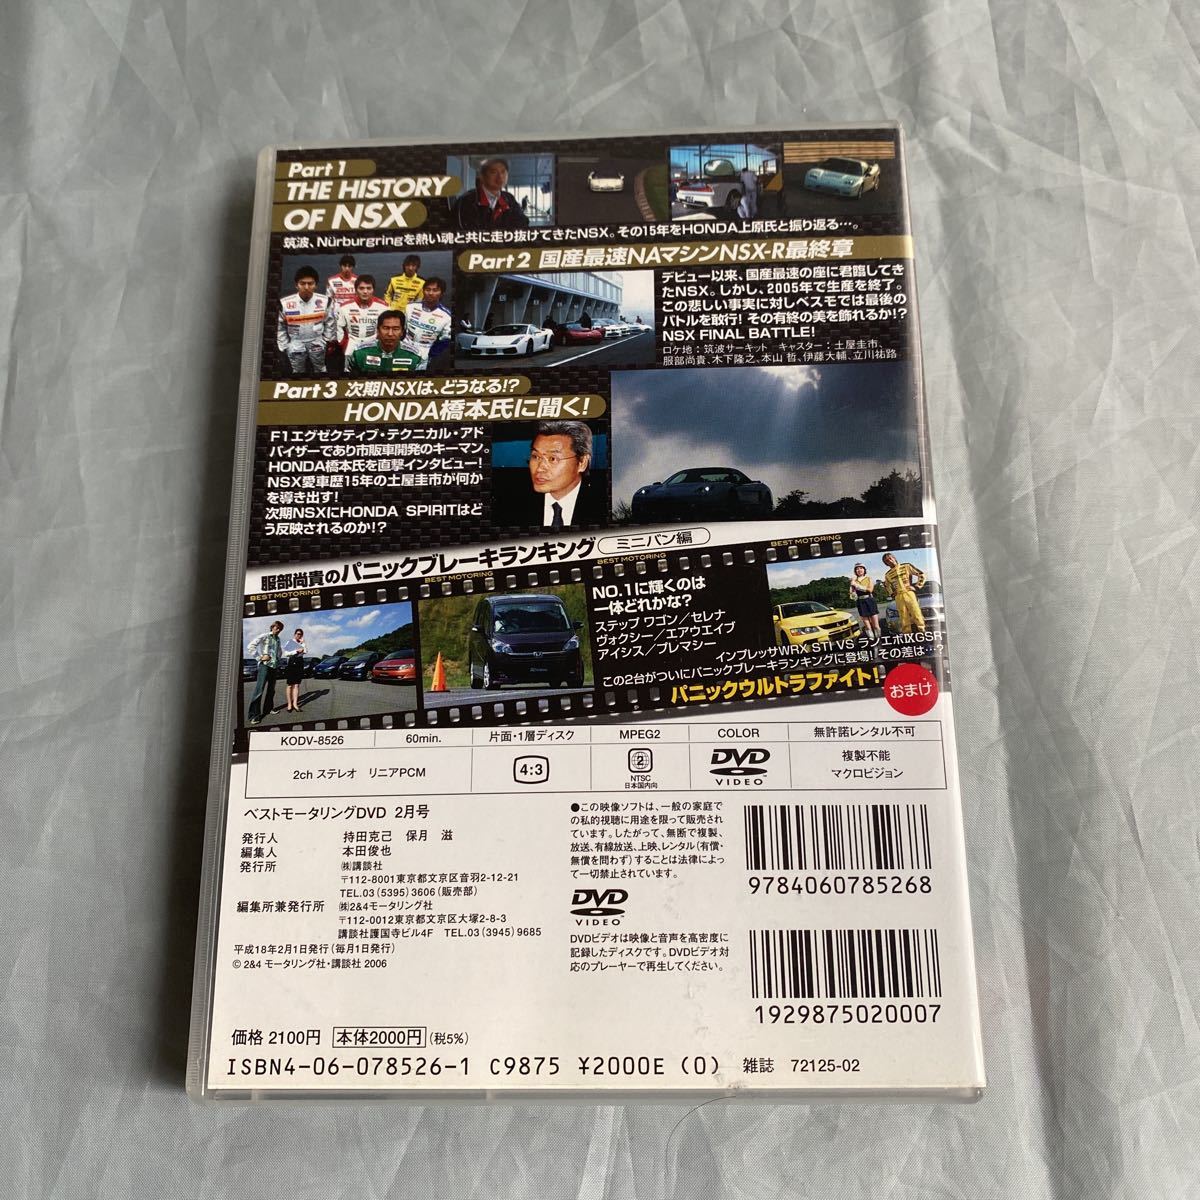 Part 1
THE HISTORY
OF NSX
筑波、Nürburgringを熱い魂と共に走り抜けてきたNSX。その15年をHONDA上原氏と振り返る…。
Part 2 国産最速NAマシンNSX-R最終章
デビュー以来、国産最速の座に君臨してき
たNSX。しかし、2005年で生産を終了。
この悲しい事実に対しベスモでは最後の
バトルを敢行!その有終の美を飾れるか!?
NSX FINAL BATTLE!
ロケ地:筑波サーキット キャスター:土屋圭市、
服部尚貴、木下隆之、本山 哲、伊藤大輔、立川祐路
Part 3 次期NSXは、どうなる!?
HONDA橋本氏に聞く!
F1エグゼクティブ・テクニカル・アド
バイザーであり市販車開発のキーマン。
HONDA橋本氏を直撃インタビュー!
NSX愛車歴15年の土屋圭市が何か
を導き出す!
次期NSXにHONDA SPIRITはど
う反映されるのか!?
服部尚貴のパニックブレーキランキング ミニバン編
BEST MOTORING
BEST MOTORING
BEST MOTORING
BEST MOTORING
NO.1に輝くのは
一体どれかな?
ステップ ワゴン/セレナ
ヴォクシー/エアウエイブ
アイシス/プレマシー
インプレッサWRX STI VS ランエボIXGSR
この2台がついにパニックブレーキランキングに登場!その差は…?
パニックウルトラファイト!
おまけ
KODV-8526 60min. 片面・1層ディスク MPEG2 COLOR 無許諾レンタル不可
2ch ステレオ リニアPCM 4:3 2 NTSC 日本国内向 DVD VIDEO 複製不能 マクロビジョン
ベストモータリングDVD 2月号
発行人 持田克己 保月 滋
編集人 本田俊也
発行所 ㈱講談社
〒112-8001東京都文京区音羽2-12-21
TEL.03(5395)3606(販売部)
編集所兼発行所 ㈱2&4モータリング社
〒112-0012東京都文京区大塚2-8-3
講談社護国寺ビル4F TEL.03(3945)9685
平成18年2月1日発行(毎月1日発行)
© 2&4 モータリング社・講談社 2006
●この映像ソフトは、一般の家庭で
の私的視聴に用途を限って販売され
ています。したがって、無断で複製、
放送、有線放送、上映、レンタル(有償・
無償を問わず)することは法律によっ
て一切禁止されています。
DVD VIDEO
DVDビデオは映像と音声を高密度に
記録したディスクです。DVDビデオ対
応のプレーヤーで再生してください。
9784060785268
1929875020007
価格 2100円 本体2000円(税5%)
ISBN4-06-078526-1 C9875 ¥2000E (0) 雑誌 72125-02